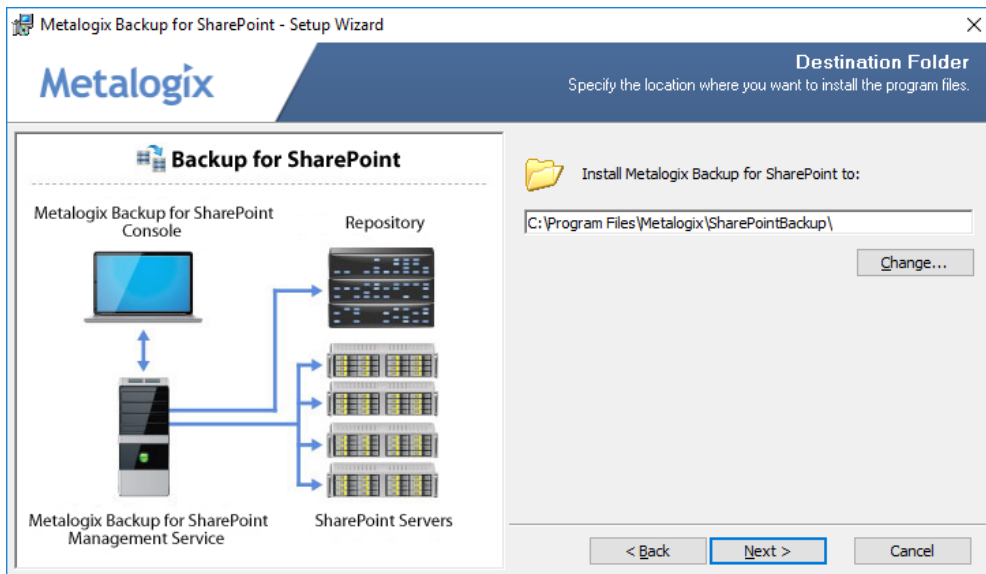 Metalogix Backup for SharePoint - Setup Wizard
Metalogix
Destination Folder
Specify the location where you want to install the program files.
Backup for SharePoint
Metalogix Backup for SharePoint
Console
Repository
Metalogix Backup for SharePoint
Management Service
SharePoint Servers
Install Metalogix Backup for SharePoint to:
C:\Program Files\Metalogix\SharePointBackup\
Change...
< Back
Next >
Cancel